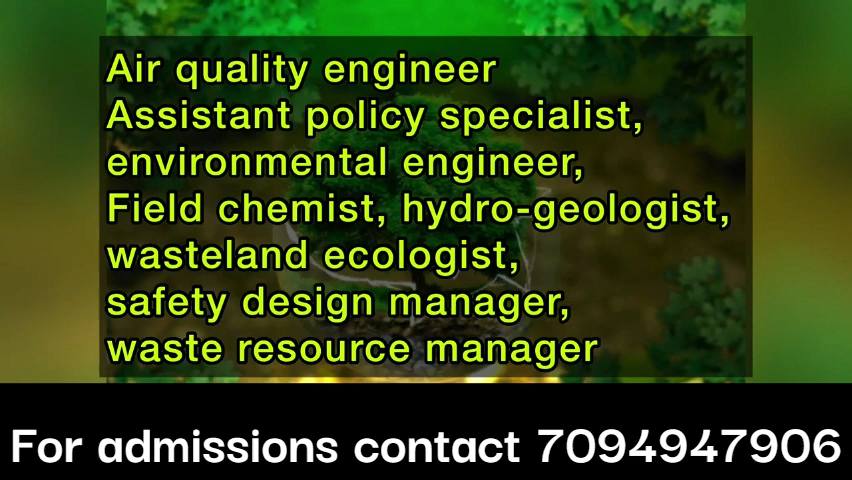 Air quality engineer
Assistant policy specialist,
environmental engineer,
Field chemist, hydro-geologist,
wasteland ecologist,
safety design manager,
waste resource manager
For admissions contact 7094947906